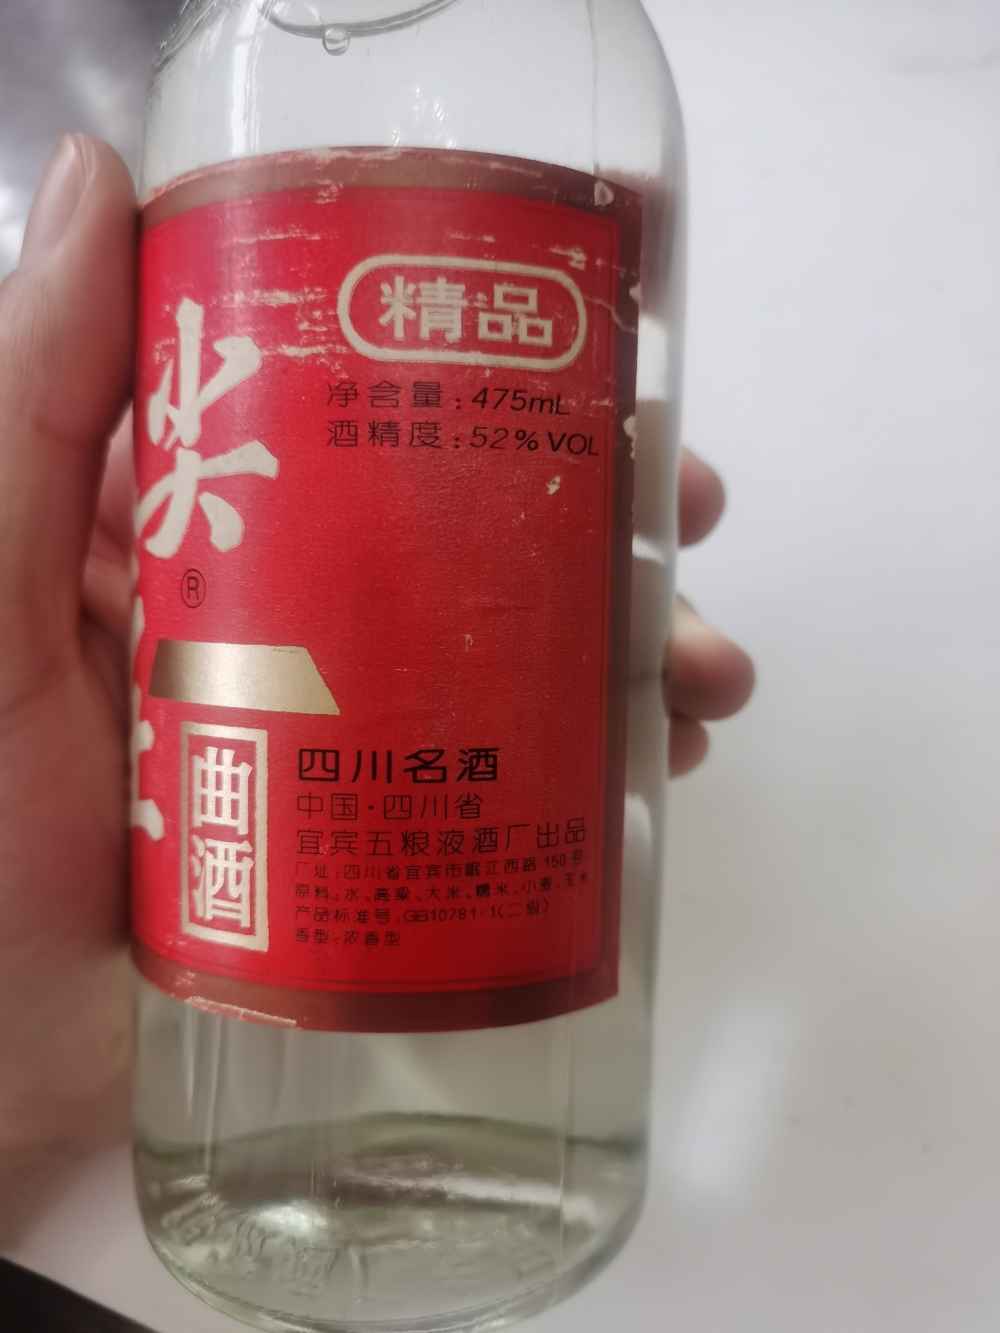 精品
净含量:475mL
酒精度:52%VOL
尖
®
曲酒
四川名酒
中国·四川省
宜宾五粮液酒厂出品
厂址:四川省宜宾市岷江西路150号
原料:水、高粱、大米、糯米、小麦、玉米
产品标准号:GB10781·1(二级)
香型:浓香型